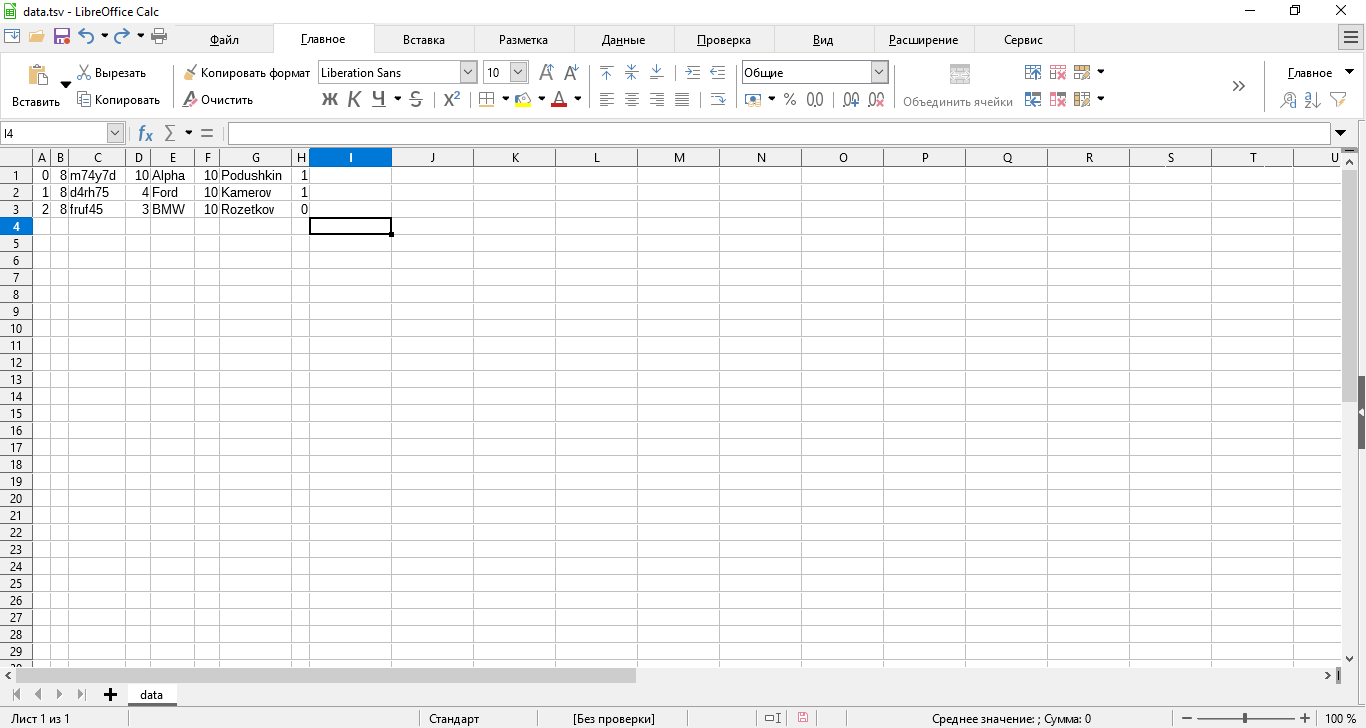 data.tsv - LibreOffice Calc
Файл Главное Вставка Разметка Данные Проверка Вид Расширение Сервис
Вставить Вырезать Копировать формат Liberation Sans 10 Общие Объединить ячейки Главное
Копировать Очистить Ж К Ч S X² % 0,0
I4 fx Σ =
A B C D E F G H I J K L M N O P Q R S T U
1 0 8 m74y7d 10 Alpha 10 Podushkin 1
2 1 8 d4rh75 4 Ford 10 Kamerov 1
3 2 8 fruf45 3 BMW 10 Rozetkov 0
4
5
6
7
8
9
10
11
12
13
14
15
16
17
18
19
20
21
22
23
24
25
26
27
28
29
data
Лист 1 из 1 Стандарт [Без проверки] Среднее значение: ; Сумма: 0 100 %